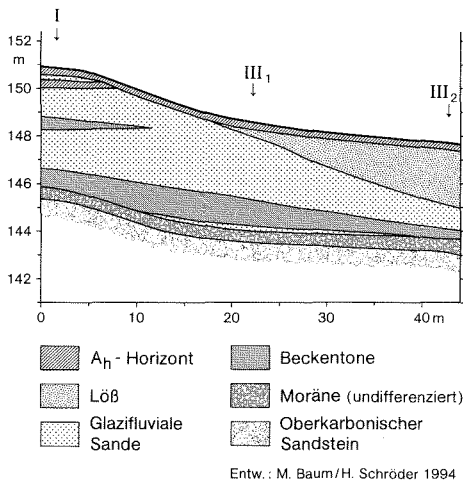 I
152
m
III₁
III₂
150
148
146
144
142
0
10
20
30
40 m
Aₕ - Horizont
Beckentone
Löß
Moräne (undifferenziert)
Glazifluviale
Sande
Oberkarbonischer
Sandstein
Entw.: M. Baum/H. Schröder 1994